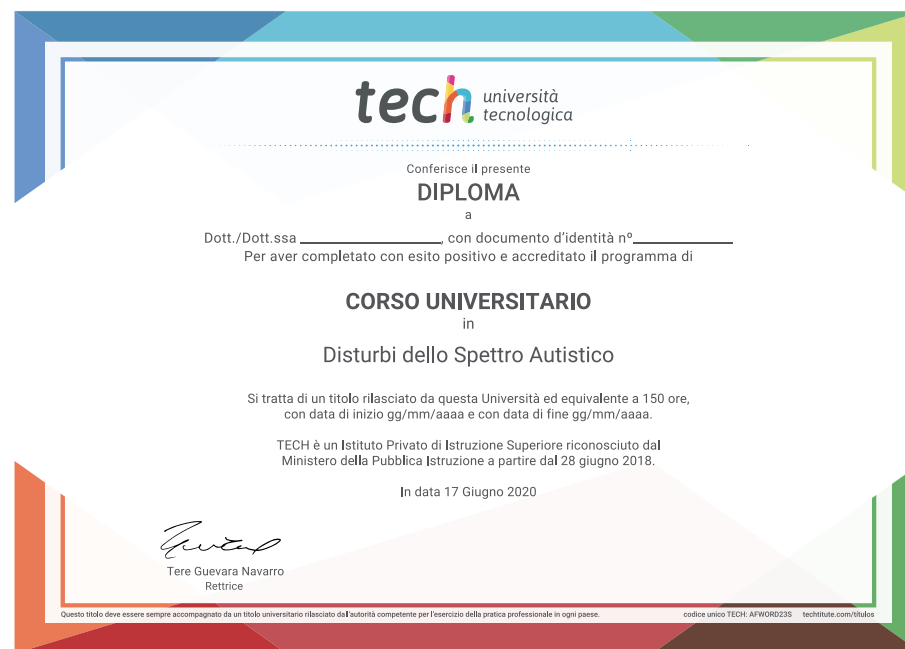 tech università
tecnologica
Conferisce il presente
DIPLOMA
a
Dott./Dott.ssa ____________________, con documento d'identità nº______________
Per aver completato con esito positivo e accreditato il programma di
CORSO UNIVERSITARIO
in
Disturbi dello Spettro Autistico
Si tratta di un titolo rilasciato da questa Università ed equivalente a 150 ore,
con data di inizio gg/mm/aaaa e con data di fine gg/mm/aaaa.
TECH è un Istituto Privato di Istruzione Superiore riconosciuto dal
Ministero della Pubblica Istruzione a partire dal 28 giugno 2018.
In data 17 Giugno 2020
Tere Guevara Navarro
Rettrice
Questo titolo deve essere sempre accompagnato da un titolo universitario rilasciato dall'autorità competente per l'esercizio della pratica professionale in ogni paese. codice unico TECH: AFWORD23S techtitute.com/titulos